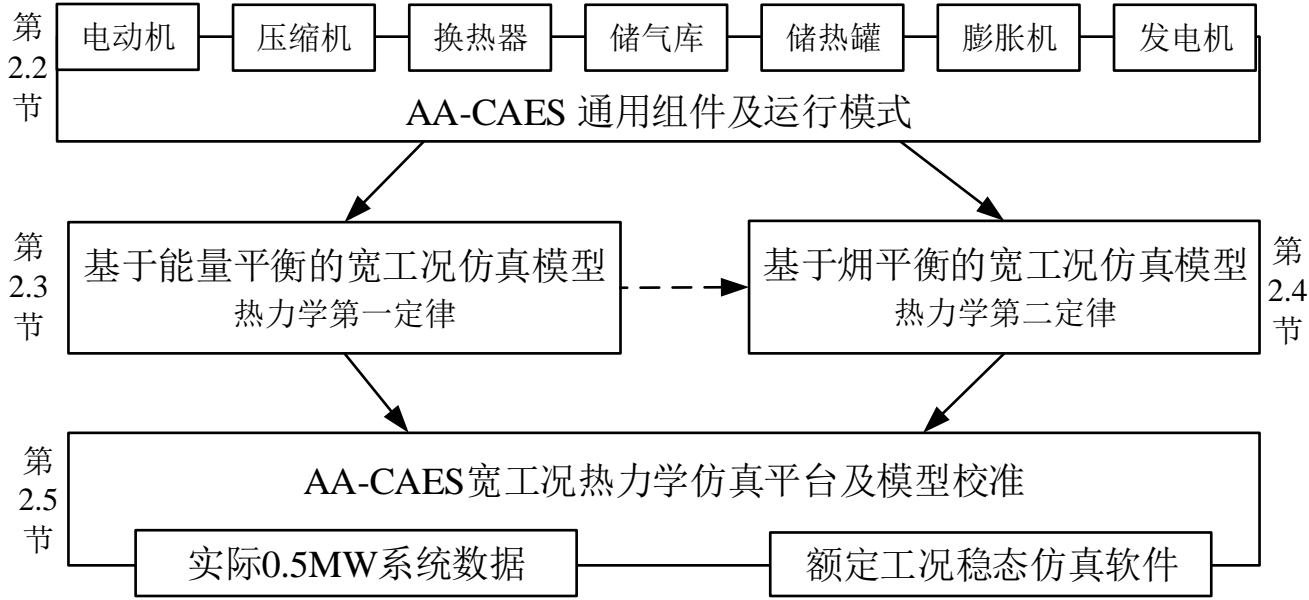 第
2.2
节
电动机
压缩机
换热器
储气库
储热罐
膨胀机
发电机
AA-CAES 通用组件及运行模式
第
2.3
节
基于能量平衡的宽工况仿真模型
热力学第一定律
基于㶲平衡的宽工况仿真模型
热力学第二定律
第
2.4
节
第
2.5
节
AA-CAES宽工况热力学仿真平台及模型校准
实际0.5MW系统数据
额定工况稳态仿真软件